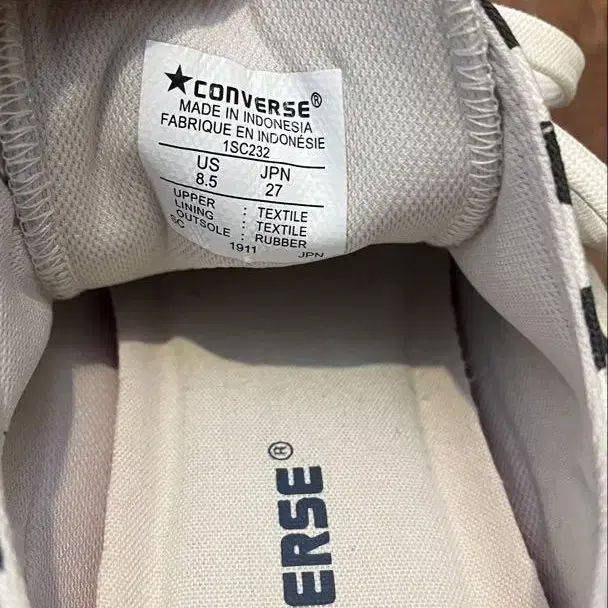 ★CONVERSE®
MADE IN INDONESIA
FABRIQUE EN INDONÉSIE
1SC232
US JPN
8.5 27
UPPER : TEXTILE
LINING : TEXTILE
OUTSOLE : RUBBER
SC 1911 JPN
ERSE®